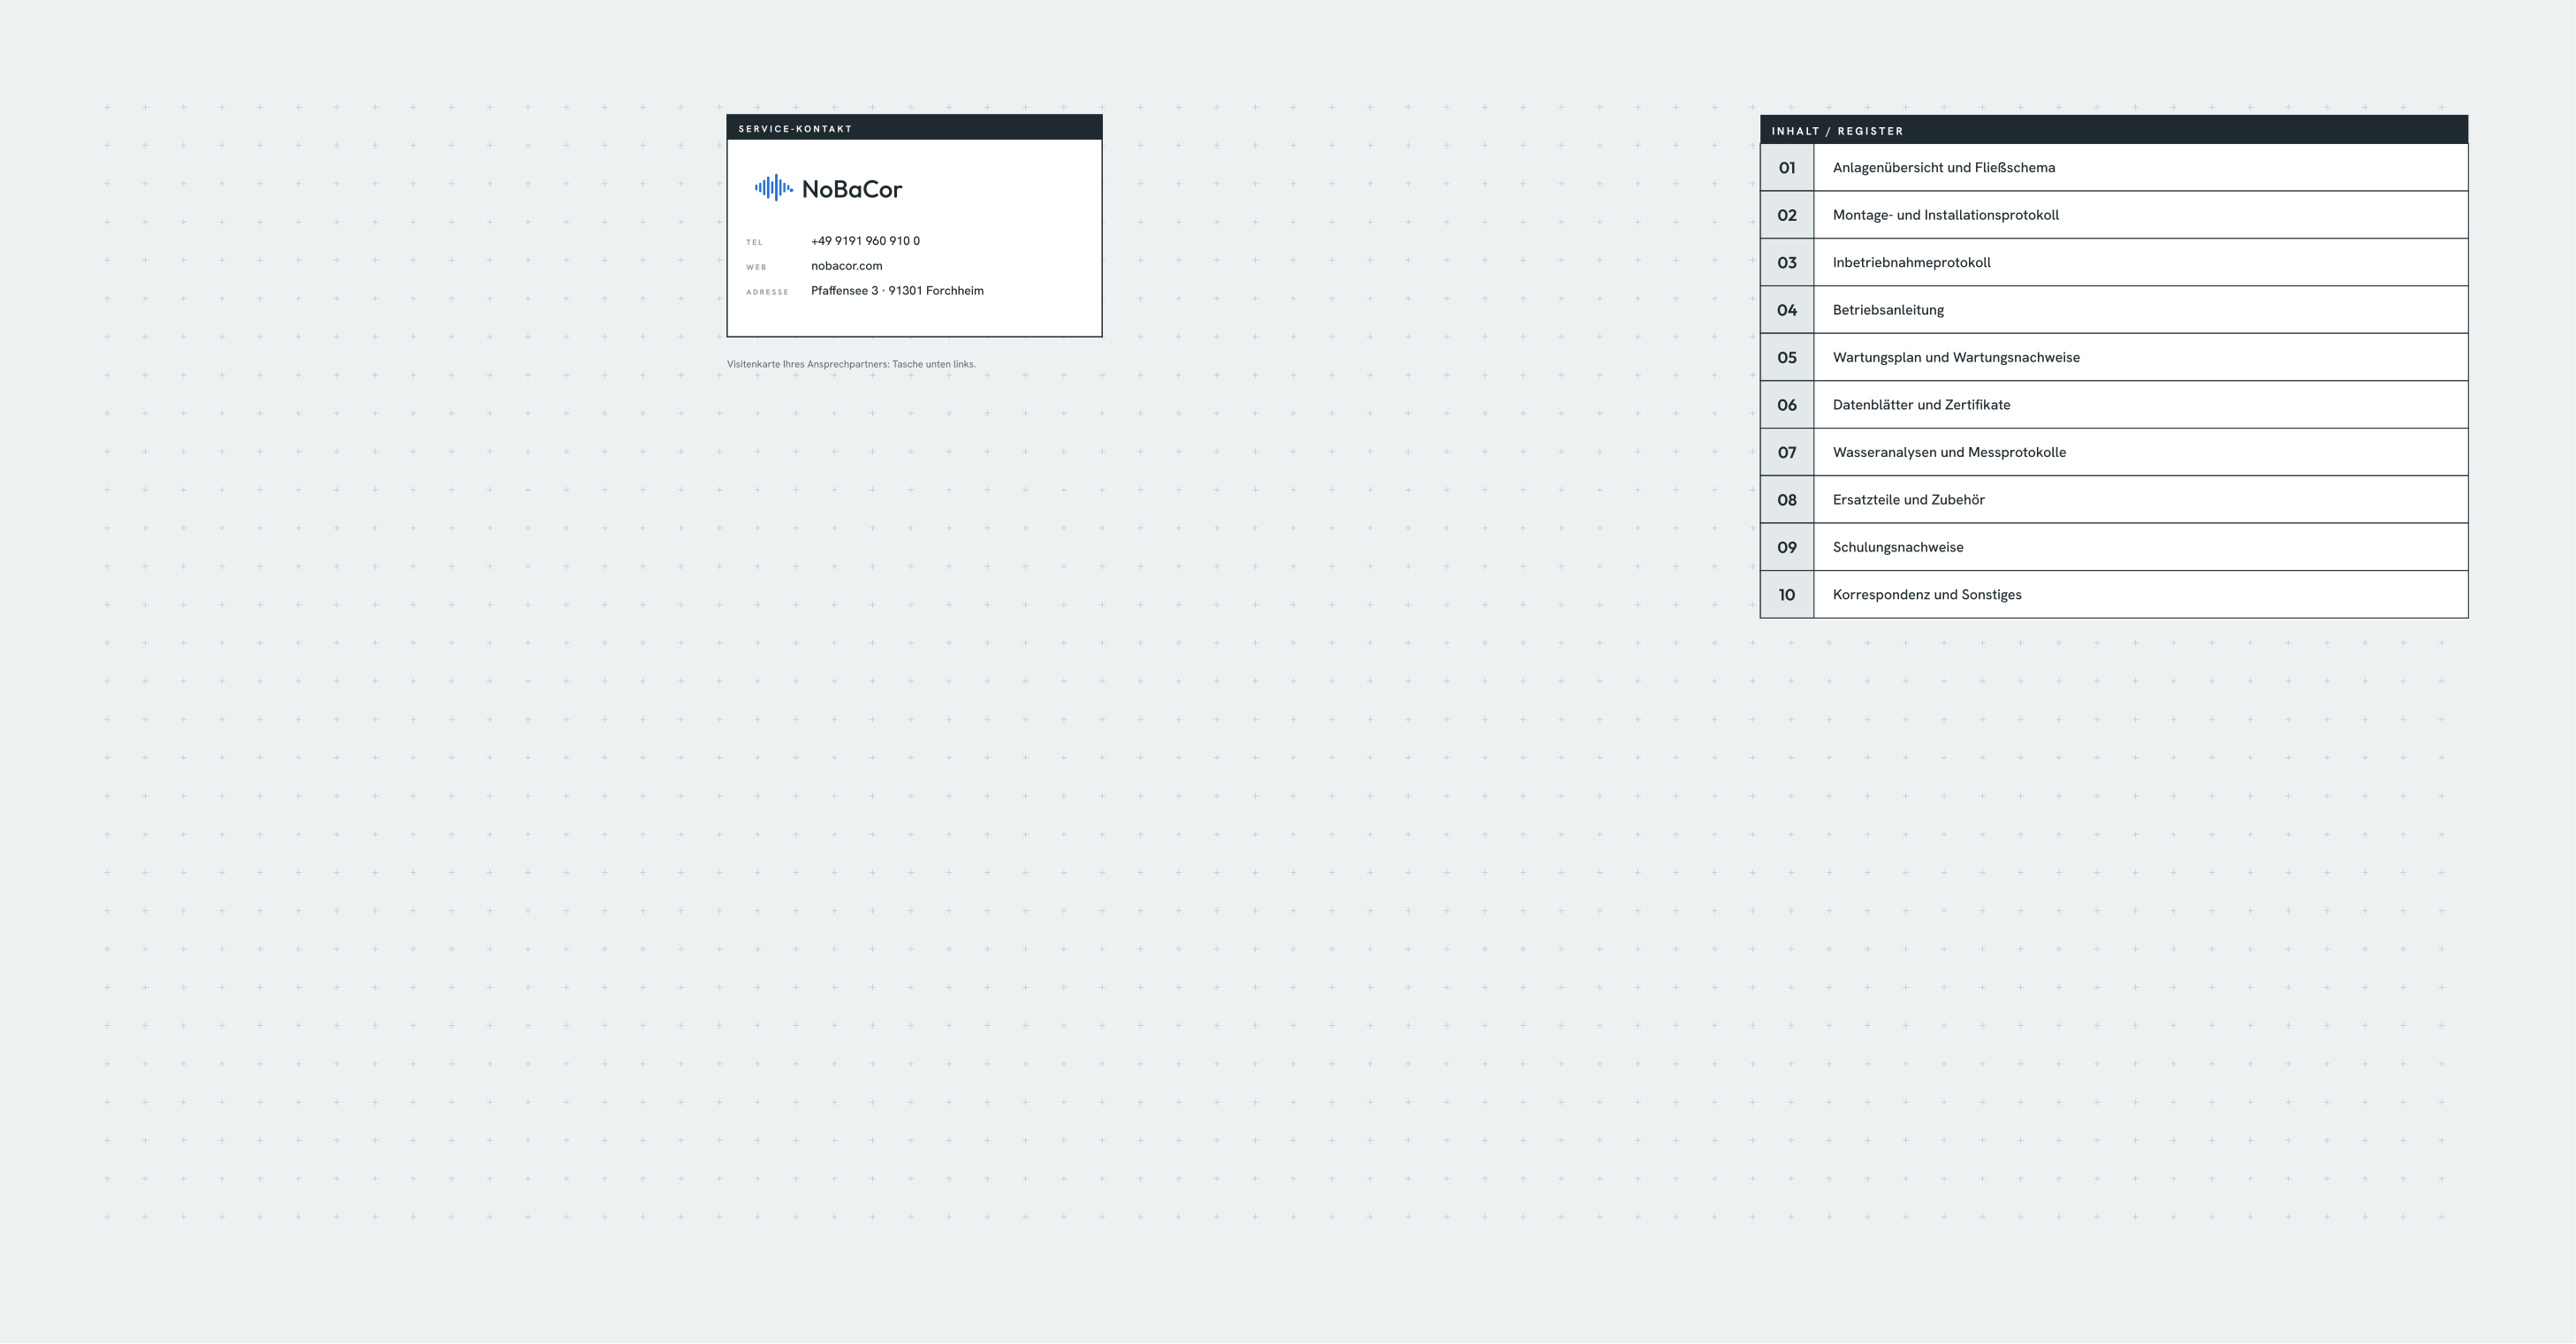 SERVICE-KONTAKT
NoBaCor
TEL +49 9191 960 910 0
WEB nobacor.com
ADRESSE Pfaffensee 3 · 91301 Forchheim
Visitenkarte Ihres Ansprechpartners: Tasche unten links.
INHALT / REGISTER
01 Anlagenübersicht und Fließschema
02 Montage- und Installationsprotokoll
03 Inbetriebnahmeprotokoll
04 Betriebsanleitung
05 Wartungsplan und Wartungsnachweise
06 Datenblätter und Zertifikate
07 Wasseranalysen und Messprotokolle
08 Ersatzteile und Zubehör
09 Schulungsnachweise
10 Korrespondenz und Sonstiges